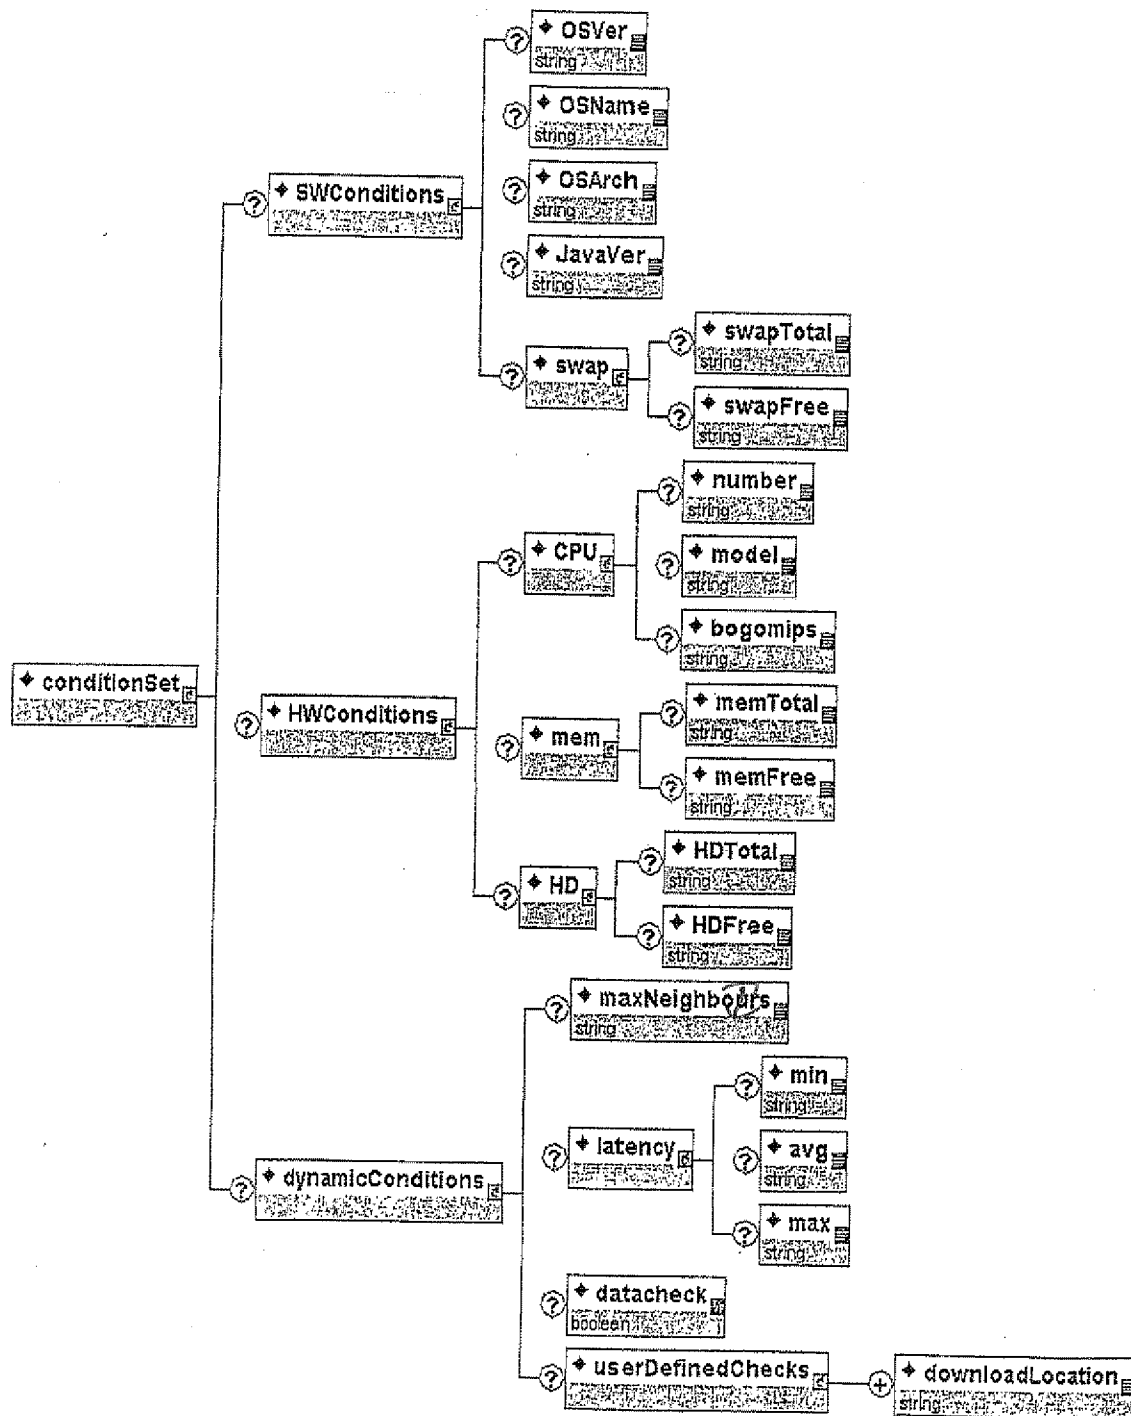 OSVer
string
OSName
string
OSArch
string
SWConditions
JavaVer
string
swapTotal
string
swap
swapFree
string
number
string
CPU
model
string
bogomips
string
conditionSet
HWConditions
memTotal
string
mem
memFree
string
HDTotal
string
HD
HDFree
string
maxNeighbours
string
min
string
latency
avg
string
dynamicConditions
max
string
datacheck
boolean
userDefinedChecks
downloadLocation
string